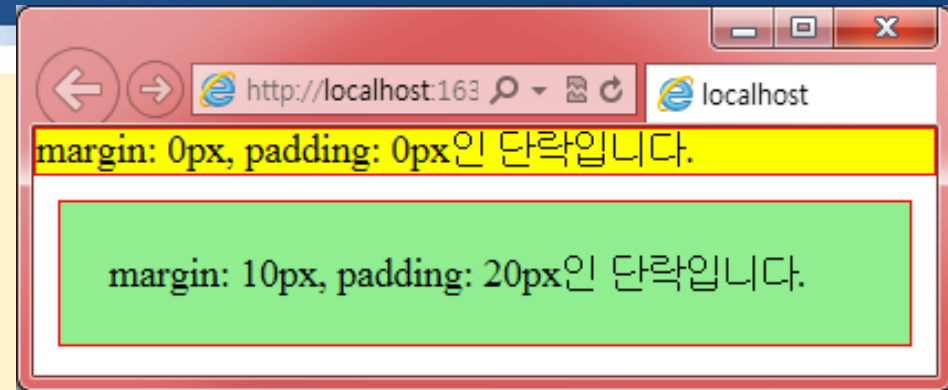 http://localhost:163
localhost
margin: 0px, padding: 0px인 단락입니다.
margin: 10px, padding: 20px인 단락입니다.